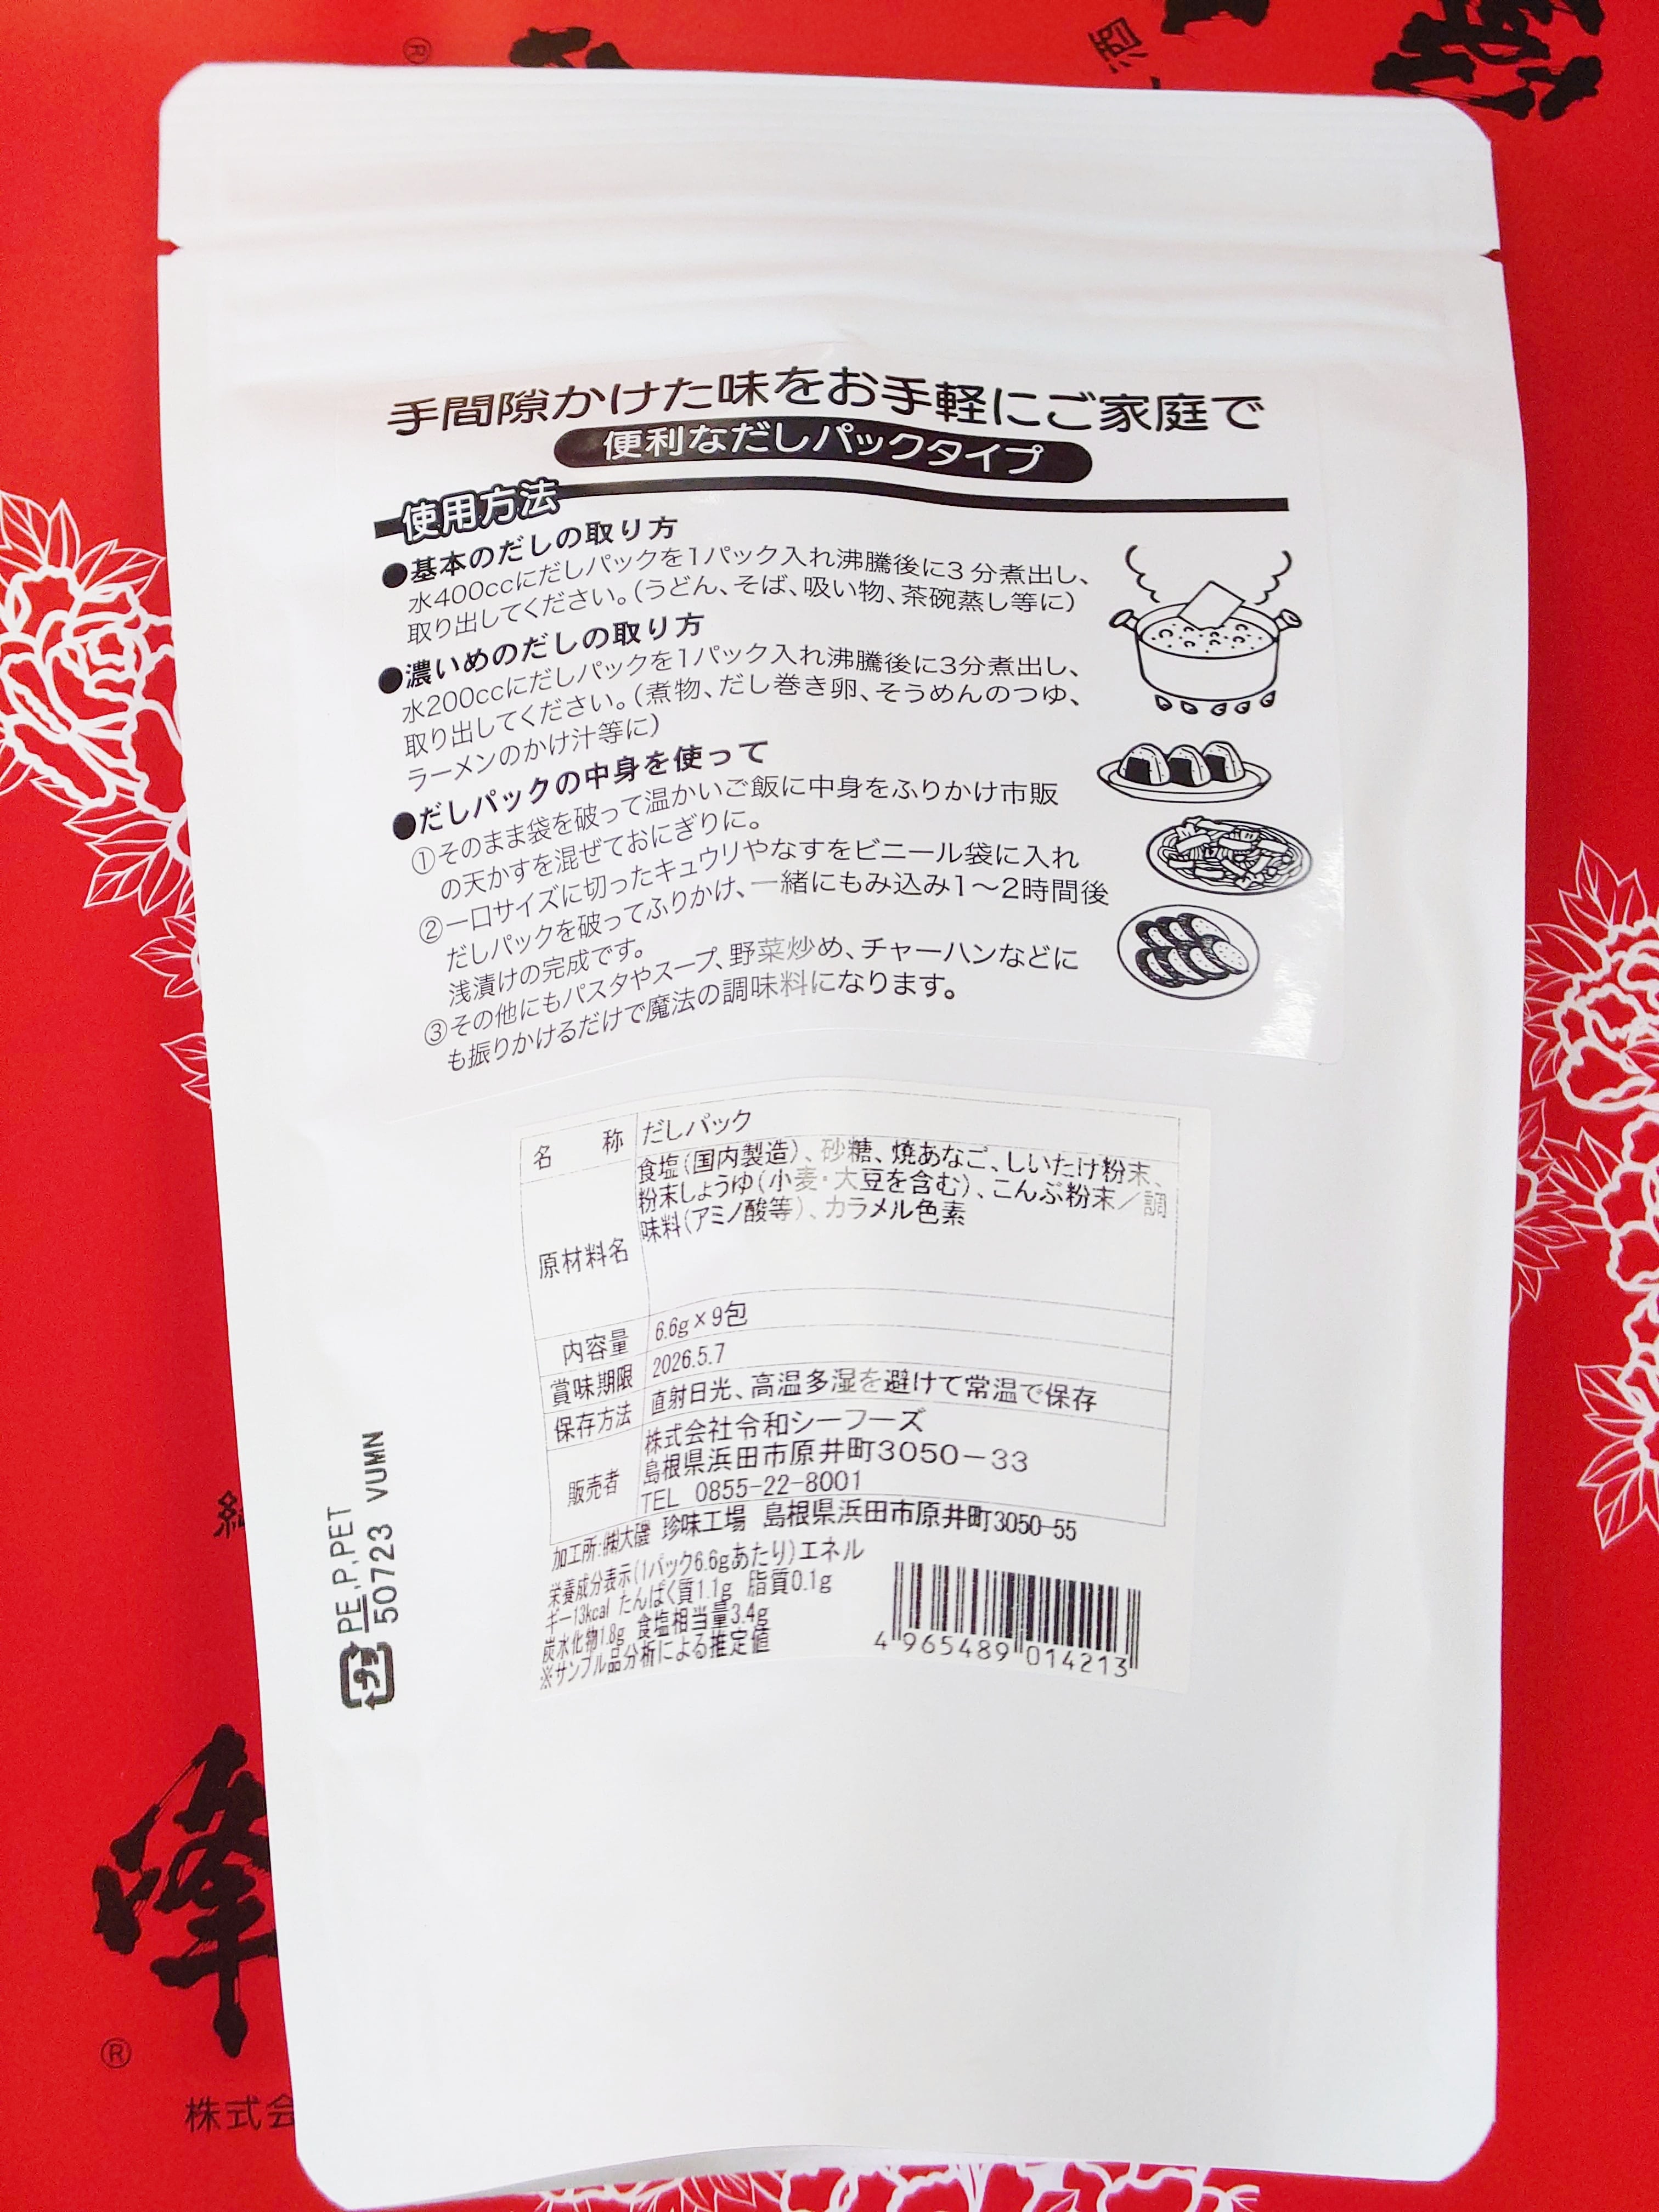 手間隙かけた味をお手軽にご家庭で
便利なだしパックタイプ
使用方法
●基本のだしの取り方
水400ccにだしパックを1パック入れ沸騰後に3分煮出し、
取り出してください。(うどん、そば、吸い物、茶碗蒸し等に)
●濃いめのだしの取り方
水200ccにだしパックを1パック入れ沸騰後に3分煮出し、
取り出してください。(煮物、だし巻き卵、そうめんのつゆ、
ラーメンのかけ汁等に)
●だしパックの中身を使って
①そのまま袋を破って温かいご飯に中身をふりかけ市販
の天かすを混ぜておにぎりに。
②一口サイズに切ったキュウリやなすをビニール袋に入れ
だしパックを破ってふりかけ、一緒にもみ込み1～2時間後
浅漬けの完成です。
③その他にもパスタやスープ、野菜炒め、チャーハンなどに
も振りかけるだけで魔法の調味料になります。
名 称 だしパック
原材料名 食塩(国内製造)、砂糖、焼あなご、しいたけ粉末、
粉末しょうゆ(小麦・大豆を含む)、こんぶ粉末／調
味料(アミノ酸等)、カラメル色素
内容量 6.6g×9包
賞味期限 2026.5.7
保存方法 直射日光、高温多湿を避けて常温で保存
販売者 株式会社令和シーフーズ
島根県浜田市原井町3050－33
TEL 0855-22-8001
加工所:㈱大磯 珍味工場 島根県浜田市原井町3050-55
栄養成分表示(1パック6.6gあたり)エネル
ギー13kcal たんぱく質1.1g 脂質0.1g
炭水化物1.8g 食塩相当量3.4g
※サンプル品分析による推定値
4965489014213
プラ
PE,P,PET
50723 VUMN
峰
®
株式会
®